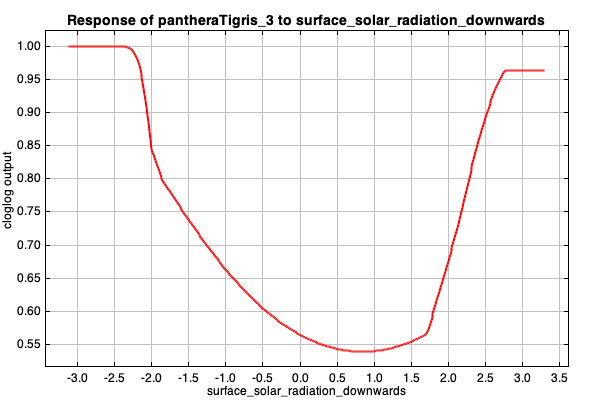 Response of pantheraTigris_3 to surface_solar_radiation_downwards
1.00
0.95
0.90
0.85
0.80
0.75
0.70
0.65
0.60
0.55
cloglog output
-3.0 -2.5 -2.0 -1.5 -1.0 -0.5 0.0 0.5 1.0 1.5 2.0 2.5 3.0 3.5
surface_solar_radiation_downwards